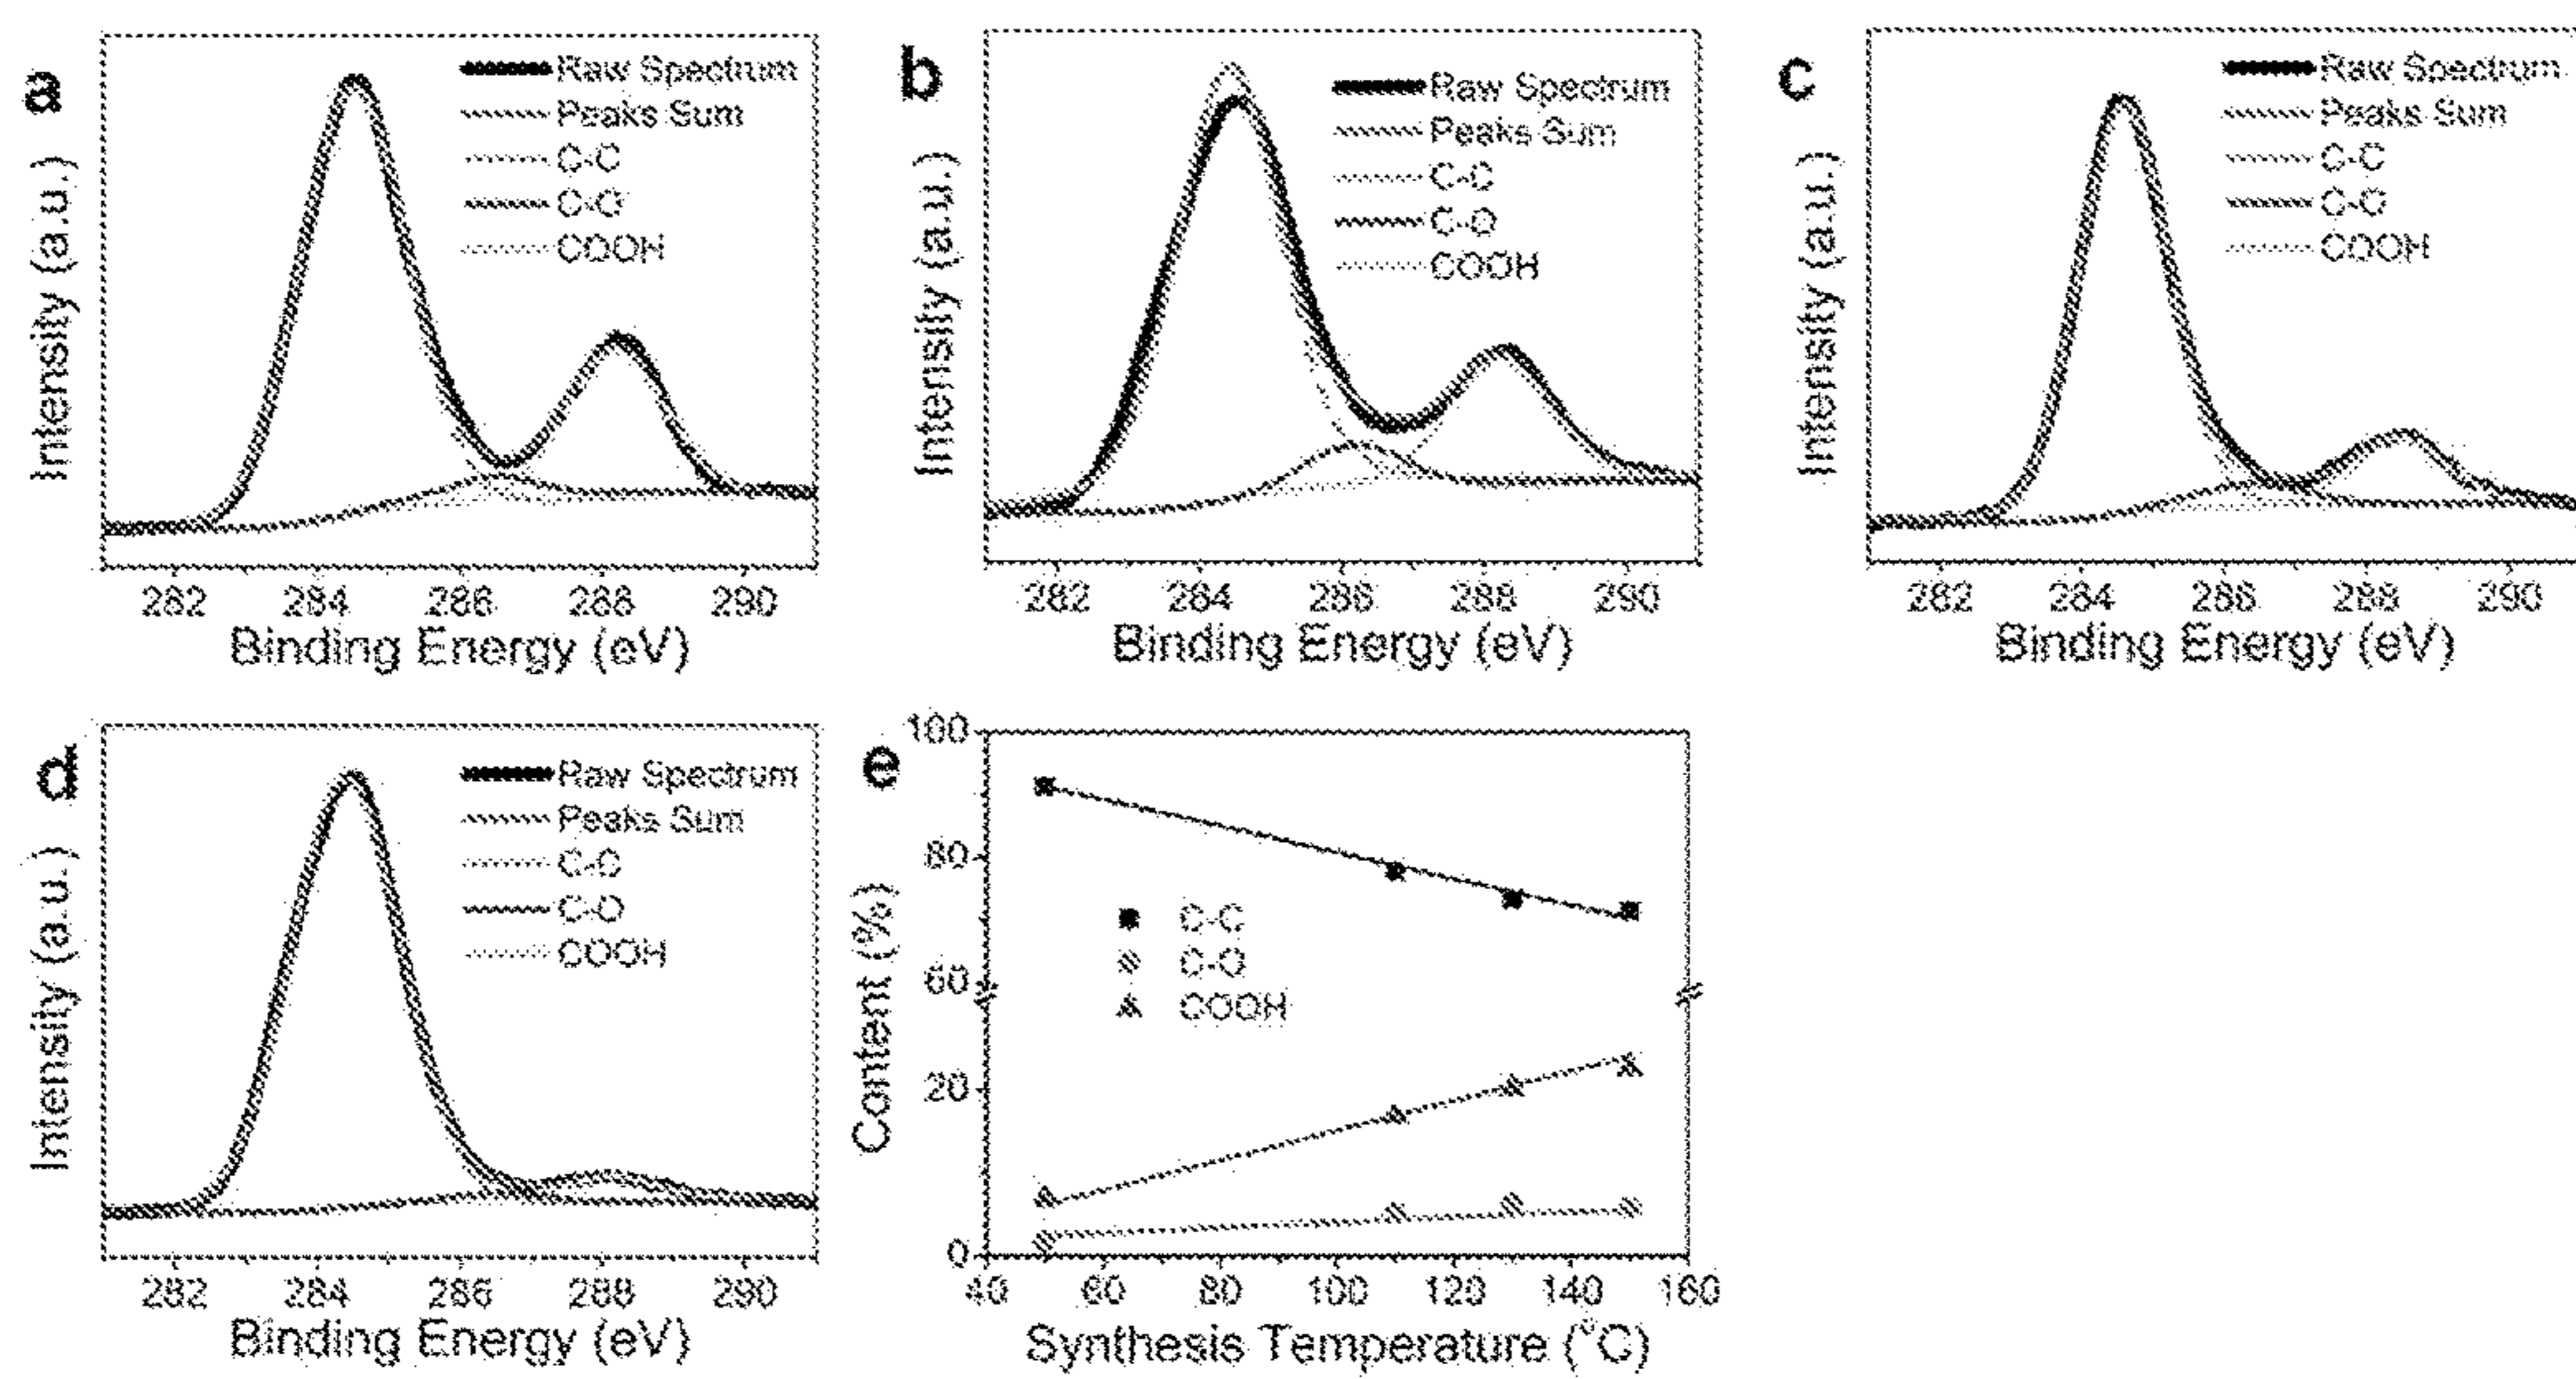 a
Raw Spectrum
Peaks Sum
C-C
C-O
COOH
Intensity (a.u.)
282 284 286 288 290
Binding Energy (eV)
b
Raw Spectrum
Peaks Sum
C-C
C-O
COOH
Intensity (a.u.)
282 284 286 288 290
Binding Energy (eV)
c
Raw Spectrum
Peaks Sum
C-C
C-O
COOH
Intensity (a.u.)
282 284 286 288 290
Binding Energy (eV)
d
Raw Spectrum
Peaks Sum
C-C
C-O
COOH
Intensity (a.u.)
282 284 286 288 290
Binding Energy (eV)
e
100
80
60
20
0
Content (%)
C-C
C-O
COOH
40 60 80 100 120 140 160
Synthesis Temperature (°C)